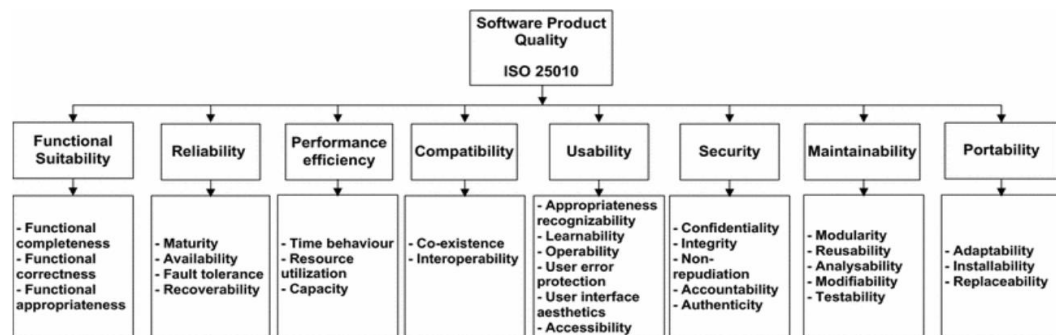 Software Product
Quality
ISO 25010
Functional
Suitability
Reliability
Performance
efficiency
Compatibility
Usability
Security
Maintainability
Portability
- Functional
completeness
- Functional
correctness
- Functional
appropriateness
- Maturity
- Availability
- Fault tolerance
- Recoverability
- Time behaviour
- Resource
utilization
- Capacity
- Co-existence
- Interoperability
- Appropriateness
recognizability
- Learnability
- Operability
- User error
protection
- User interface
aesthetics
- Accessibility
- Confidentiality
- Integrity
- Non-
repudiation
- Accountability
- Authenticity
- Modularity
- Reusability
- Analysability
- Modifiability
- Testability
- Adaptability
- Installability
- Replaceability